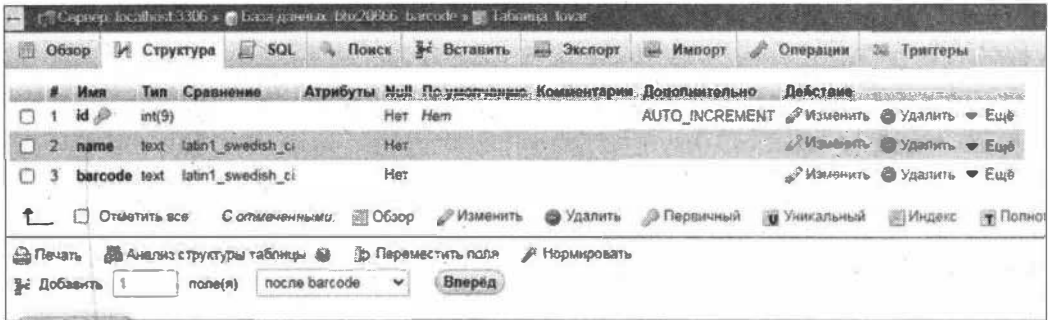 Сервер: localhost:3306 » База данных: barcode » Таблица: tovar
Обзор Структура SQL Поиск Вставить Экспорт Импорт Операции Триггеры
# Имя Тип Сравнение Атрибуты Null По умолчанию Комментарии Дополнительно Действие
1 id int(9) Нет Нет AUTO_INCREMENT Изменить Удалить Ещё
2 name text latin1_swedish_ci Нет Изменить Удалить Ещё
3 barcode text latin1_swedish_ci Нет Изменить Удалить Ещё
Отметить все С отмеченными: Обзор Изменить Удалить Первичный Уникальный Индекс Полнот
Печать Анализ структуры таблицы Переместить поля Нормировать
Добавить 1 поле(я) после barcode Вперёд